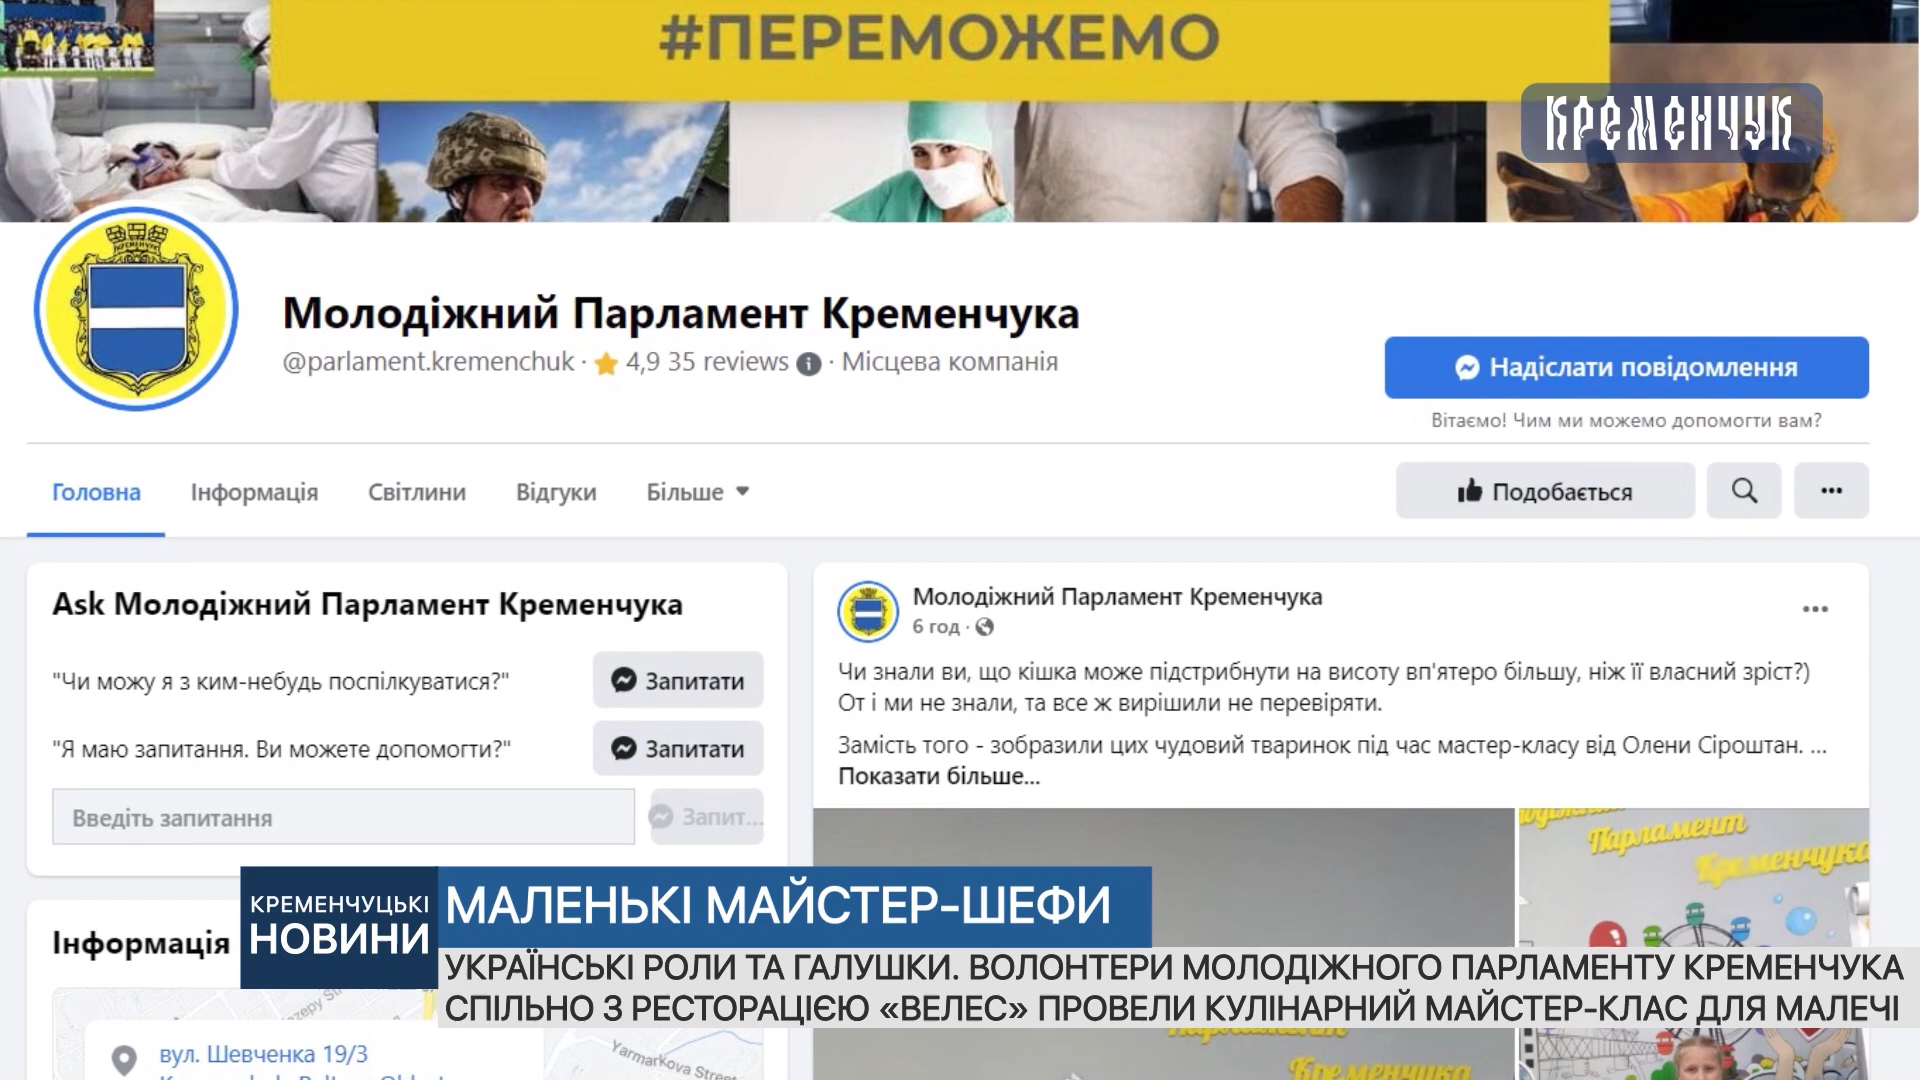 #ПЕРЕМОЖЕМО
КРЕМЕНЧУК
КРЕМЕНЧУК
Молодіжний Парламент Кременчука
@parlament.kremenchuk · 4,9 35 reviews · Місцева компанія
Надіслати повідомлення
Вітаємо! Чим ми можемо допомогти вам?
Головна Інформація Світлини Відгуки Більше
Подобається
Ask Молодіжний Парламент Кременчука
"Чи можу я з ким-небудь поспілкуватися?" Запитати
"Я маю запитання. Ви можете допомогти?" Запитати
Введіть запитання Запит...
Молодіжний Парламент Кременчука
6 год ·
Чи знали ви, що кішка може підстрибнути на висоту вп'ятеро більшу, ніж її власний зріст?)
От і ми не знали, та все ж вирішили не перевіряти.
Замість того - зобразили цих чудовий тваринок під час мастер-класу від Олени Сіроштан. ...
Показати більше...
Парламент
Кременчука
КРЕМЕНЧУЦЬКІ
НОВИНИ
МАЛЕНЬКІ МАЙСТЕР-ШЕФИ
УКРАЇНСЬКІ РОЛИ ТА ГАЛУШКИ. ВОЛОНТЕРИ МОЛОДІЖНОГО ПАРЛАМЕНТУ КРЕМЕНЧУКА
СПІЛЬНО З РЕСТОРАЦІЄЮ «ВЕЛЕС» ПРОВЕЛИ КУЛІНАРНИЙ МАЙСТЕР-КЛАС ДЛЯ МАЛЕЧІ
Інформація
вул. Шевченка 19/3
Yarmarkova Street
Кременчука